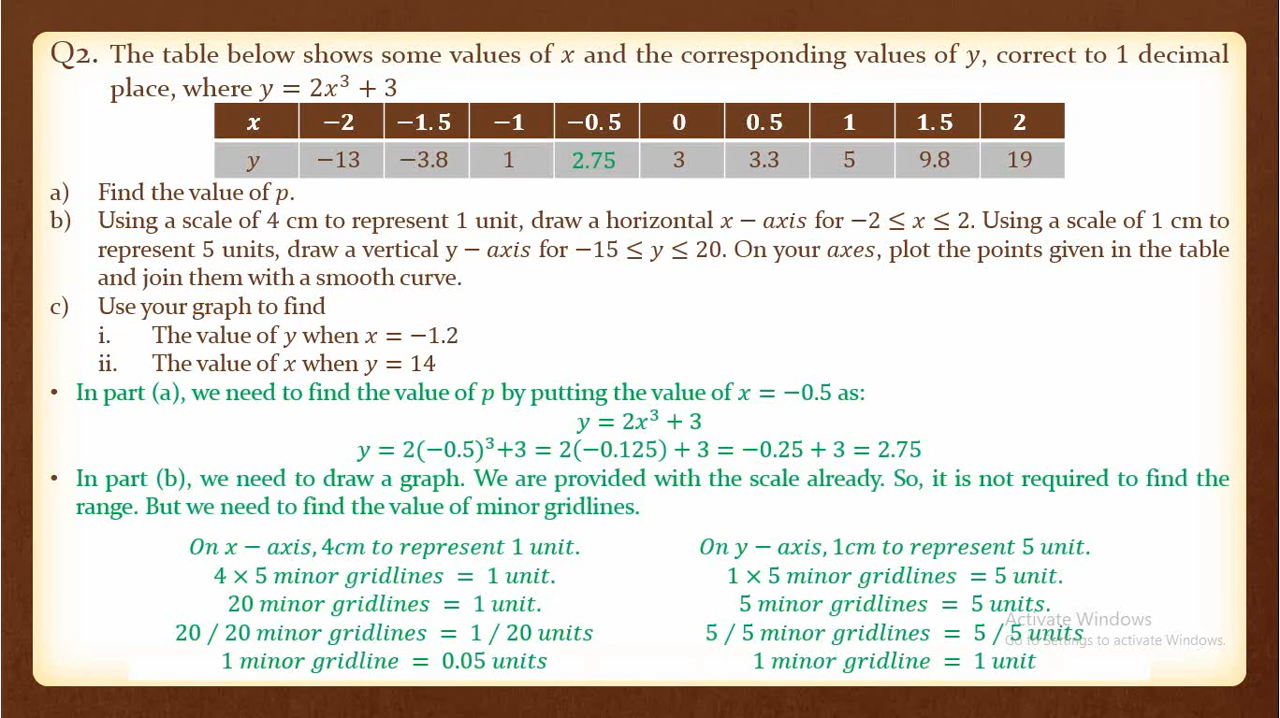 Q2. The table below shows some values of x and the corresponding values of y, correct to 1 decimal
place, where y = 2x³ + 3
x −2 −1.5 −1 −0.5 0 0.5 1 1.5 2
y −13 −3.8 1 2.75 3 3.3 5 9.8 19
a) Find the value of p.
b) Using a scale of 4 cm to represent 1 unit, draw a horizontal x − axis for −2 ≤ x ≤ 2. Using a scale of 1 cm to
represent 5 units, draw a vertical y − axis for −15 ≤ y ≤ 20. On your axes, plot the points given in the table
and join them with a smooth curve.
c) Use your graph to find
i. The value of y when x = −1.2
ii. The value of x when y = 14
• In part (a), we need to find the value of p by putting the value of x = −0.5 as:
y = 2x³ + 3
y = 2(−0.5)³+3 = 2(−0.125) + 3 = −0.25 + 3 = 2.75
• In part (b), we need to draw a graph. We are provided with the scale already. So, it is not required to find the
range. But we need to find the value of minor gridlines.
On x − axis, 4cm to represent 1 unit.
4 × 5 minor gridlines = 1 unit.
20 minor gridlines = 1 unit.
20 / 20 minor gridlines = 1 / 20 units
1 minor gridline = 0.05 units
On y − axis, 1cm to represent 5 unit.
1 × 5 minor gridlines = 5 unit.
5 minor gridlines = 5 units.
5 / 5 minor gridlines = 5 / 5 units
1 minor gridline = 1 unit
Activate Windows
Go to Settings to activate Windows.